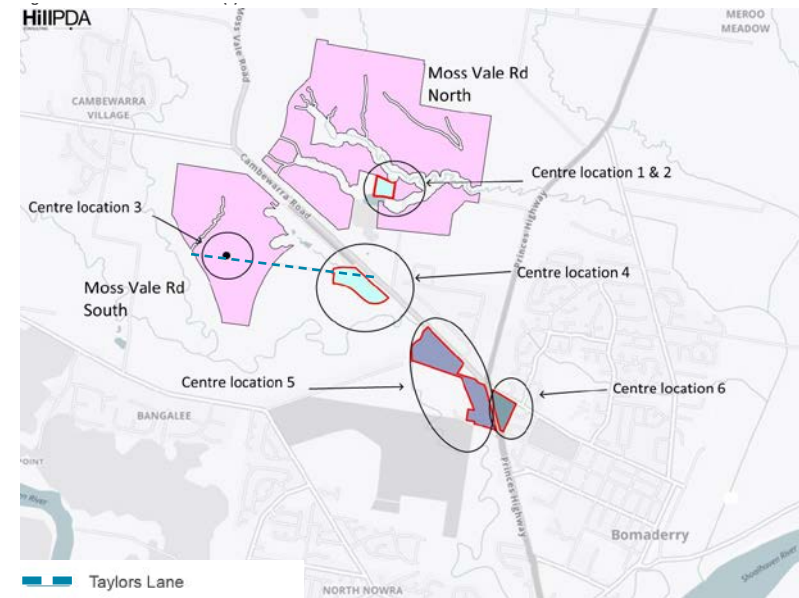 HillPDA
CONSULTING
Moss Vale Road
MEROO
MEADOW
Moss Vale Rd
North
CAMBEWARRA
VILLAGE
Cambewarra Road
Centre location 1 & 2
Centre location 3
Princes Highway
Centre location 4
Moss Vale Rd
South
Centre location 5
Centre location 6
BANGALEE
POINT
Princes Highway
River
Bomaderry
Shoalhaven River
Taylors Lane
NORTH NOWRA